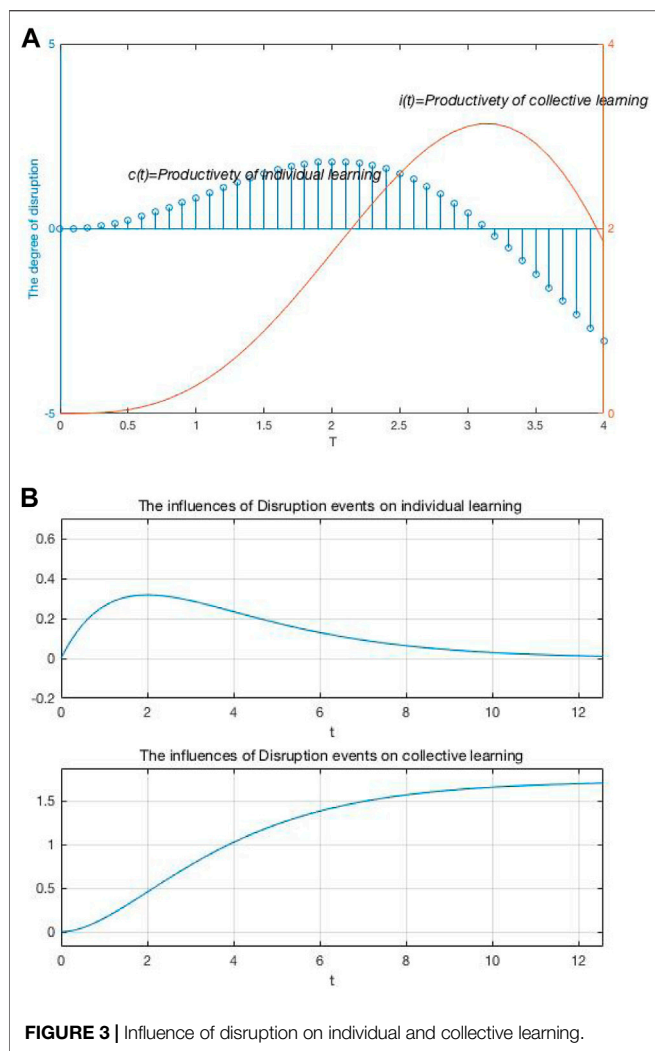 A
5
4
i(t)=Productivety of collective learning
c(t)=Productivety of individual learning
The degree of disruption
0
2
-5
0
0 0.5 1 1.5 2 2.5 3 3.5 4
T
B
The influences of Disruption events on individual learning
0.6
0.4
0.2
0
-0.2
0 2 4 6 8 10 12
t
The influences of Disruption events on collective learning
1.5
1
0.5
0
0 2 4 6 8 10 12
t
FIGURE 3 | Influence of disruption on individual and collective learning.